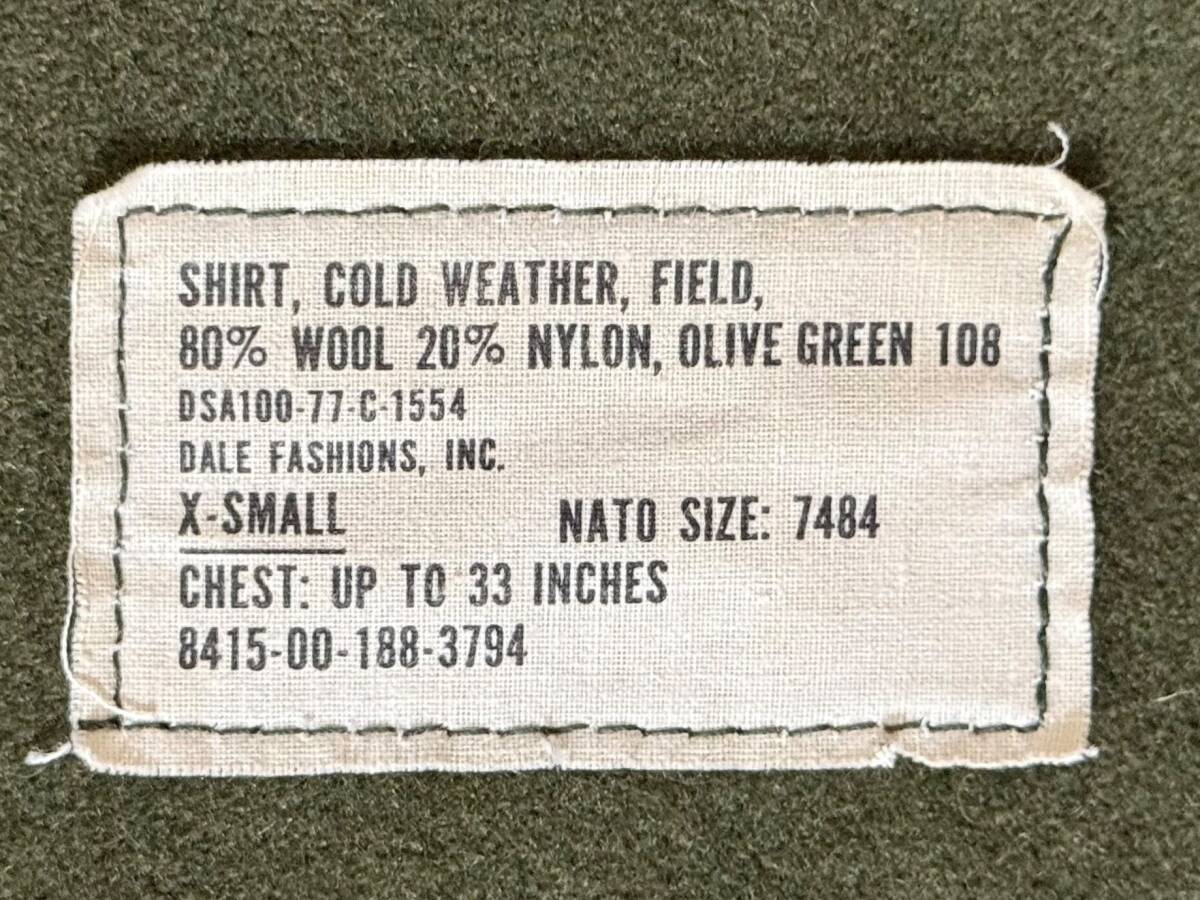 SHIRT, COLD WEATHER, FIELD,
80% WOOL 20% NYLON, OLIVE GREEN 108
DSA100-77-C-1554
DALE FASHIONS, INC.
X-SMALL NATO SIZE: 7484
CHEST: UP TO 33 INCHES
8415-00-188-3794